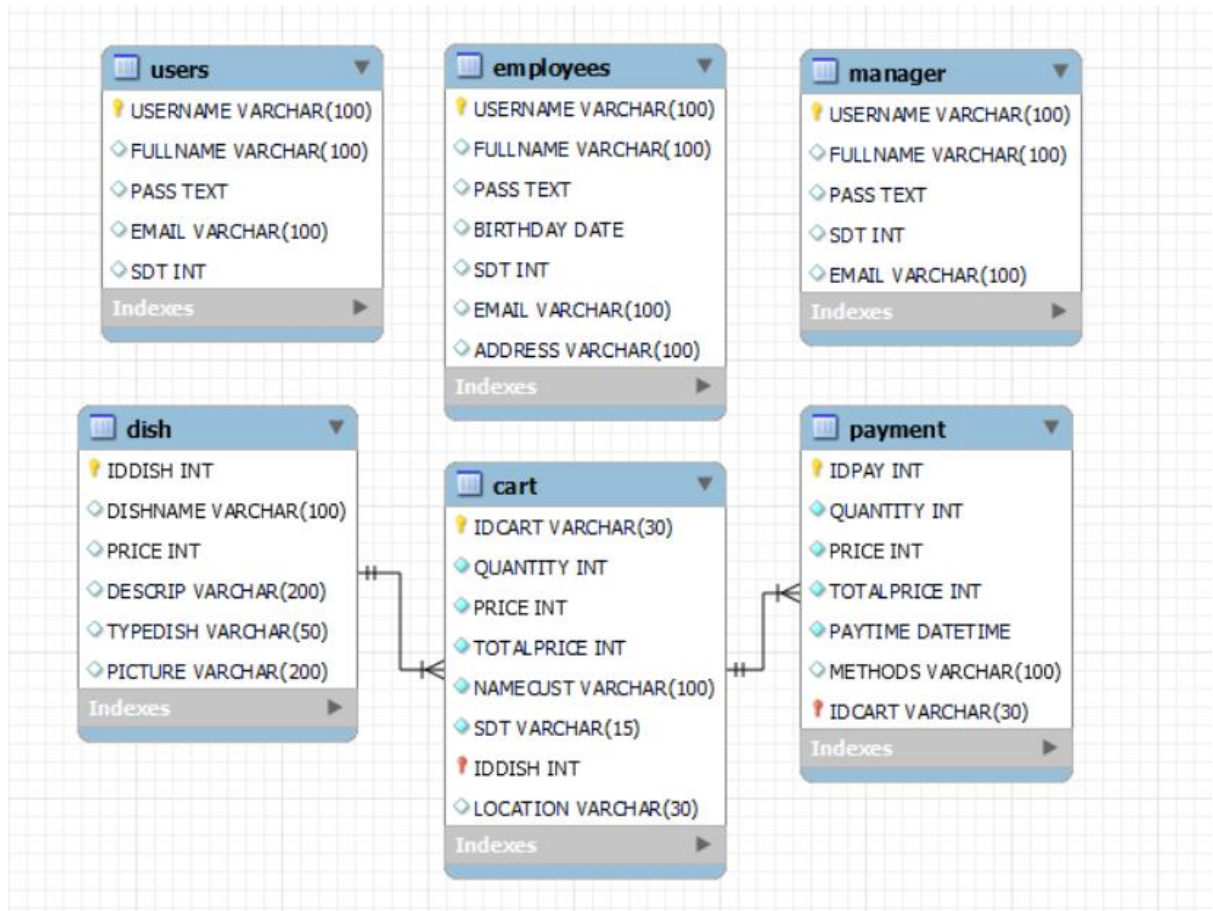 users
USERNAME VARCHAR(100)
FULLNAME VARCHAR(100)
PASS TEXT
EMAIL VARCHAR(100)
SDT INT
Indexes
employees
USERNAME VARCHAR(100)
FULLNAME VARCHAR(100)
PASS TEXT
BIRTHDAY DATE
SDT INT
EMAIL VARCHAR(100)
ADDRESS VARCHAR(100)
Indexes
manager
USERNAME VARCHAR(100)
FULLNAME VARCHAR(100)
PASS TEXT
SDT INT
EMAIL VARCHAR(100)
Indexes
dish
IDDISH INT
DISHNAME VARCHAR(100)
PRICE INT
DESCRIP VARCHAR(200)
TYPEDISH VARCHAR(50)
PICTURE VARCHAR(200)
Indexes
cart
IDCART VARCHAR(30)
QUANTITY INT
PRICE INT
TOTALPRICE INT
NAMECUST VARCHAR(100)
SDT VARCHAR(15)
IDDISH INT
LOCATION VARCHAR(30)
Indexes
payment
IDPAY INT
QUANTITY INT
PRICE INT
TOTALPRICE INT
PAYTIME DATETIME
METHODS VARCHAR(100)
IDCART VARCHAR(30)
Indexes